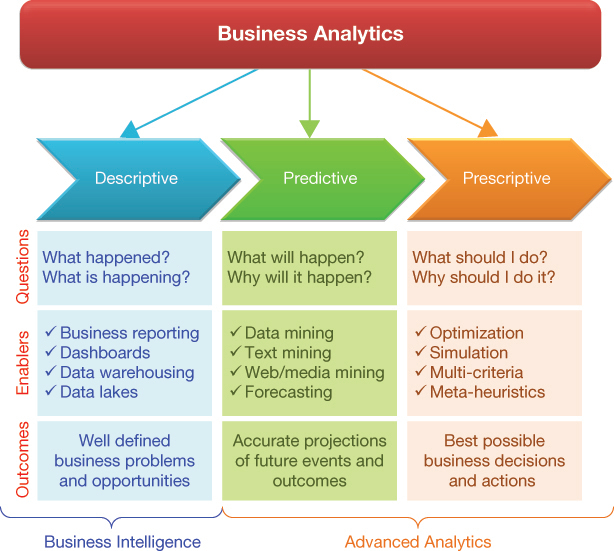 Business Analytics
Descriptive
Predictive
Prescriptive
Questions
What happened?
What is happening?
What will happen?
Why will it happen?
What should I do?
Why should I do it?
Enablers
✓ Business reporting
✓ Dashboards
✓ Data warehousing
✓ Data lakes
✓ Data mining
✓ Text mining
✓ Web/media mining
✓ Forecasting
✓ Optimization
✓ Simulation
✓ Multi-criteria
✓ Meta-heuristics
Outcomes
Well defined
business problems
and opportunities
Accurate projections
of future events and
outcomes
Best possible
business decisions
and actions
Business Intelligence
Advanced Analytics